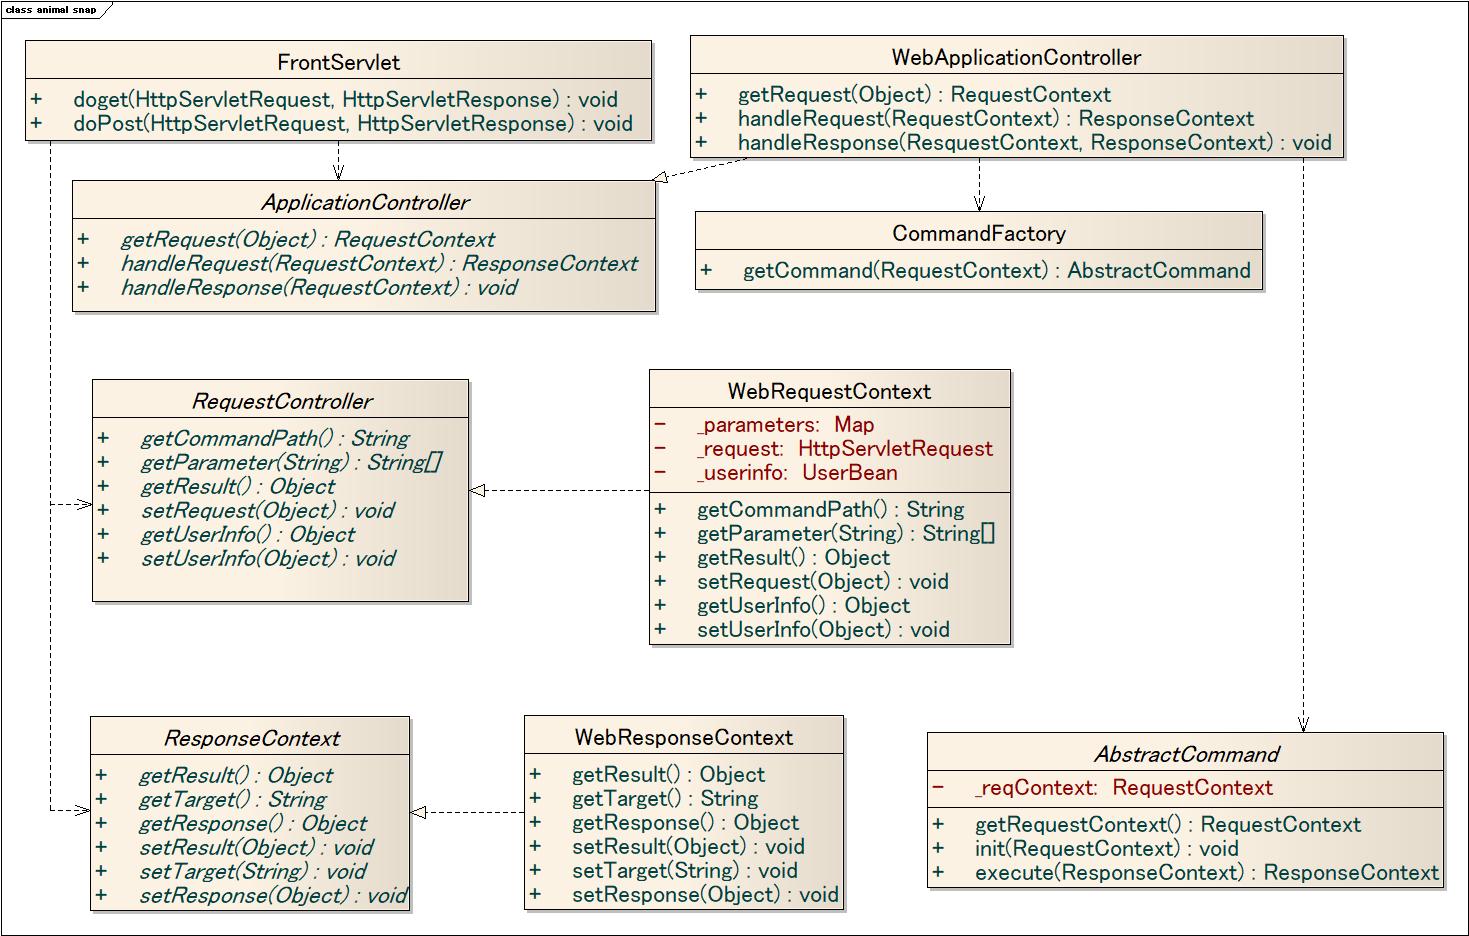 class animal snap
FrontServlet
+ doget(HttpServletRequest, HttpServletResponse) : void
+ doPost(HttpServletRequest, HttpServletResponse) : void
WebApplicationController
+ getRequest(Object) : RequestContext
+ handleRequest(RequestContext) : ResponseContext
+ handleResponse(ResquestContext, ResponseContext) : void
ApplicationController
+ getRequest(Object) : RequestContext
+ handleRequest(RequestContext) : ResponseContext
+ handleResponse(RequestContext) : void
CommandFactory
+ getCommand(RequestContext) : AbstractCommand
RequestController
+ getCommandPath() : String
+ getParameter(String) : String[]
+ getResult() : Object
+ setRequest(Object) : void
+ getUserInfo() : Object
+ setUserInfo(Object) : void
WebRequestContext
- _parameters: Map
- _request: HttpServletRequest
- _userinfo: UserBean
+ getCommandPath() : String
+ getParameter(String) : String[]
+ getResult() : Object
+ setRequest(Object) : void
+ getUserInfo() : Object
+ setUserInfo(Object) : void
ResponseContext
+ getResult() : Object
+ getTarget() : String
+ getResponse() : Object
+ setResult(Object) : void
+ setTarget(String) : void
+ setResponse(Object) : void
WebResponseContext
+ getResult() : Object
+ getTarget() : String
+ getResponse() : Object
+ setResult(Object) : void
+ setTarget(String) : void
+ setResponse(Object) : void
AbstractCommand
- _reqContext: RequestContext
+ getRequestContext() : RequestContext
+ init(RequestContext) : void
+ execute(ResponseContext) : ResponseContext